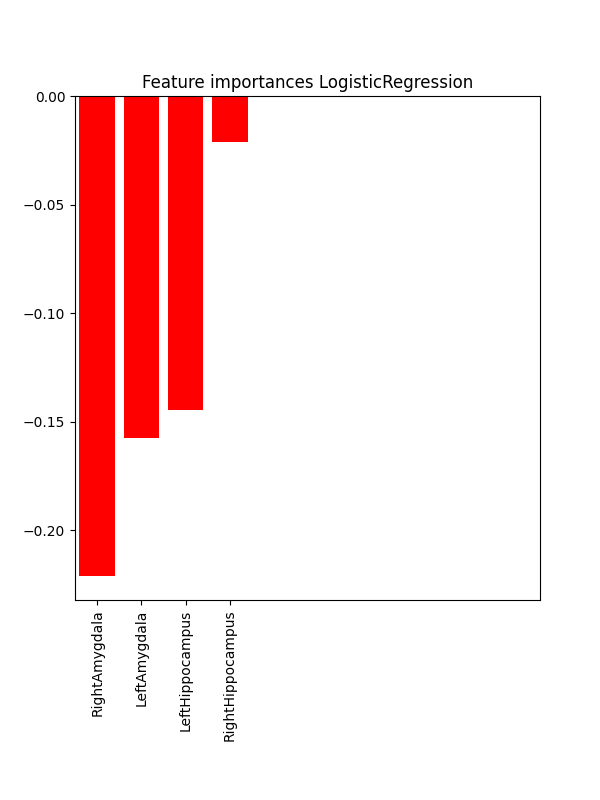 Feature importances LogisticRegression
0.00
−0.05
−0.10
−0.15
−0.20
RightAmygdala
LeftAmygdala
LeftHippocampus
RightHippocampus